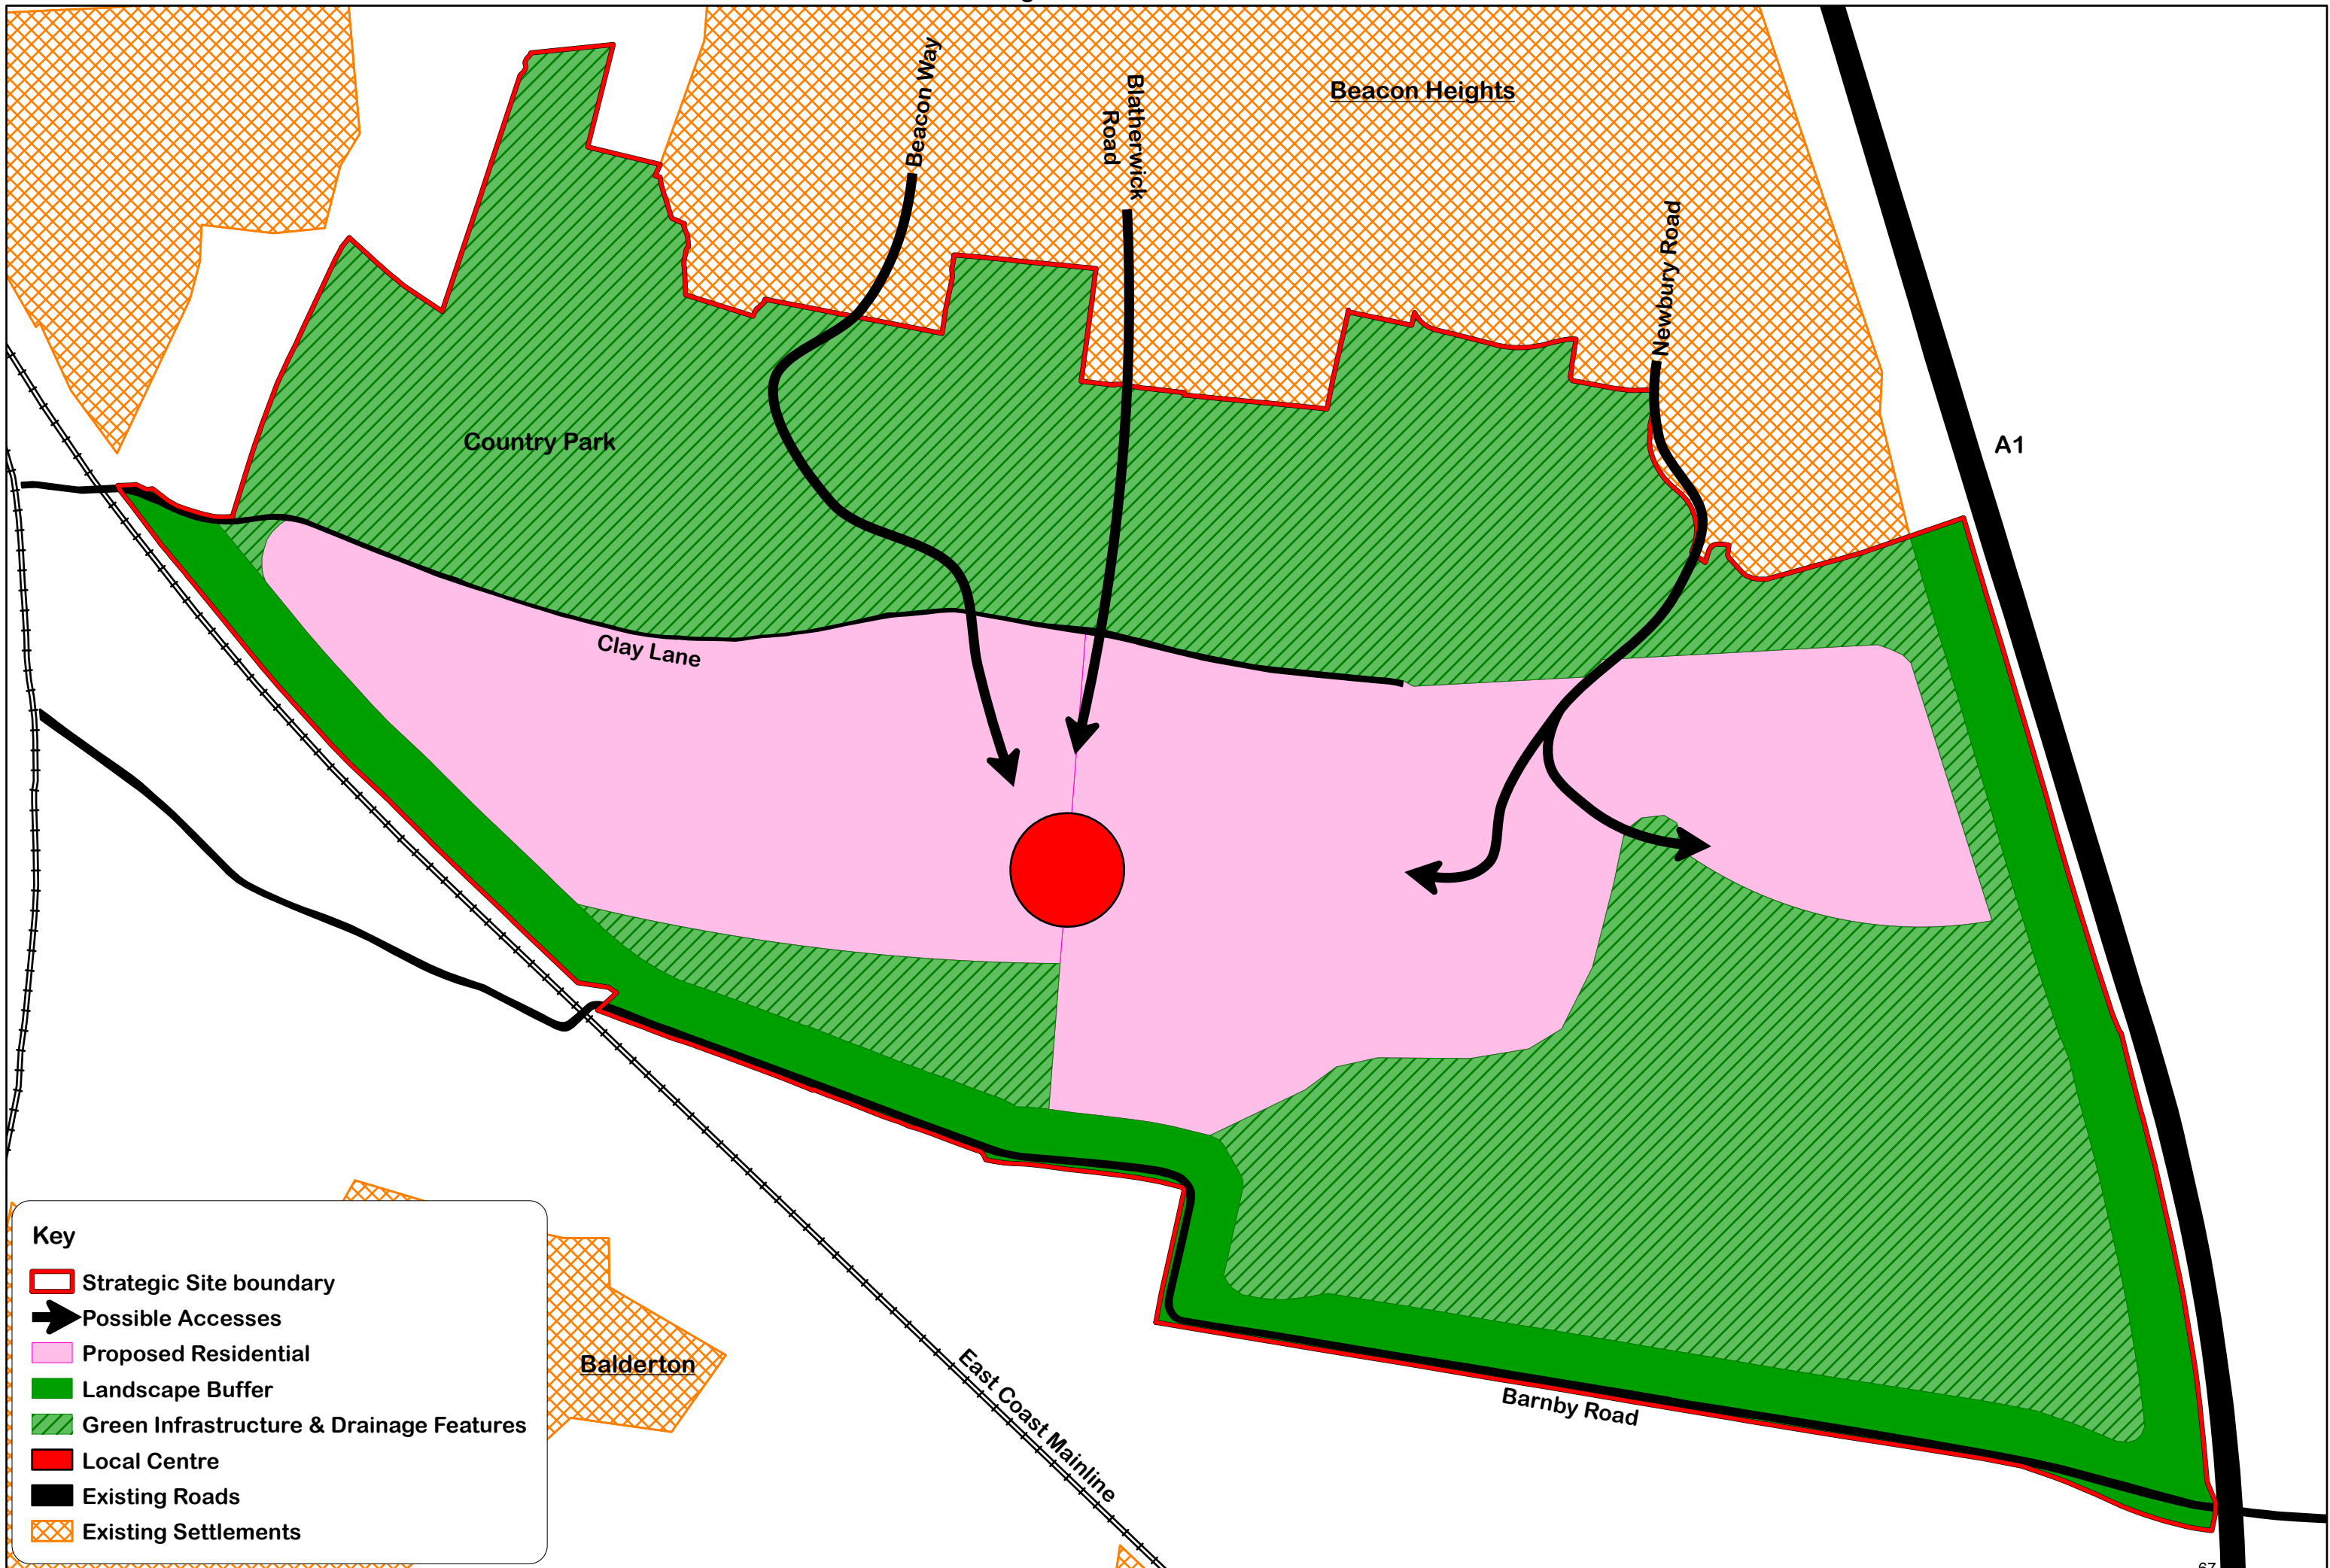 Beacon Way
Blatherwick
Road
Beacon Heights
Newbury Road
A1
Country Park
Clay Lane
Key
Strategic Site boundary
Possible Accesses
Proposed Residential
Landscape Buffer
Green Infrastructure & Drainage Features
Local Centre
Existing Roads
Existing Settlements
Balderton
East Coast Mainline
Barnby Road